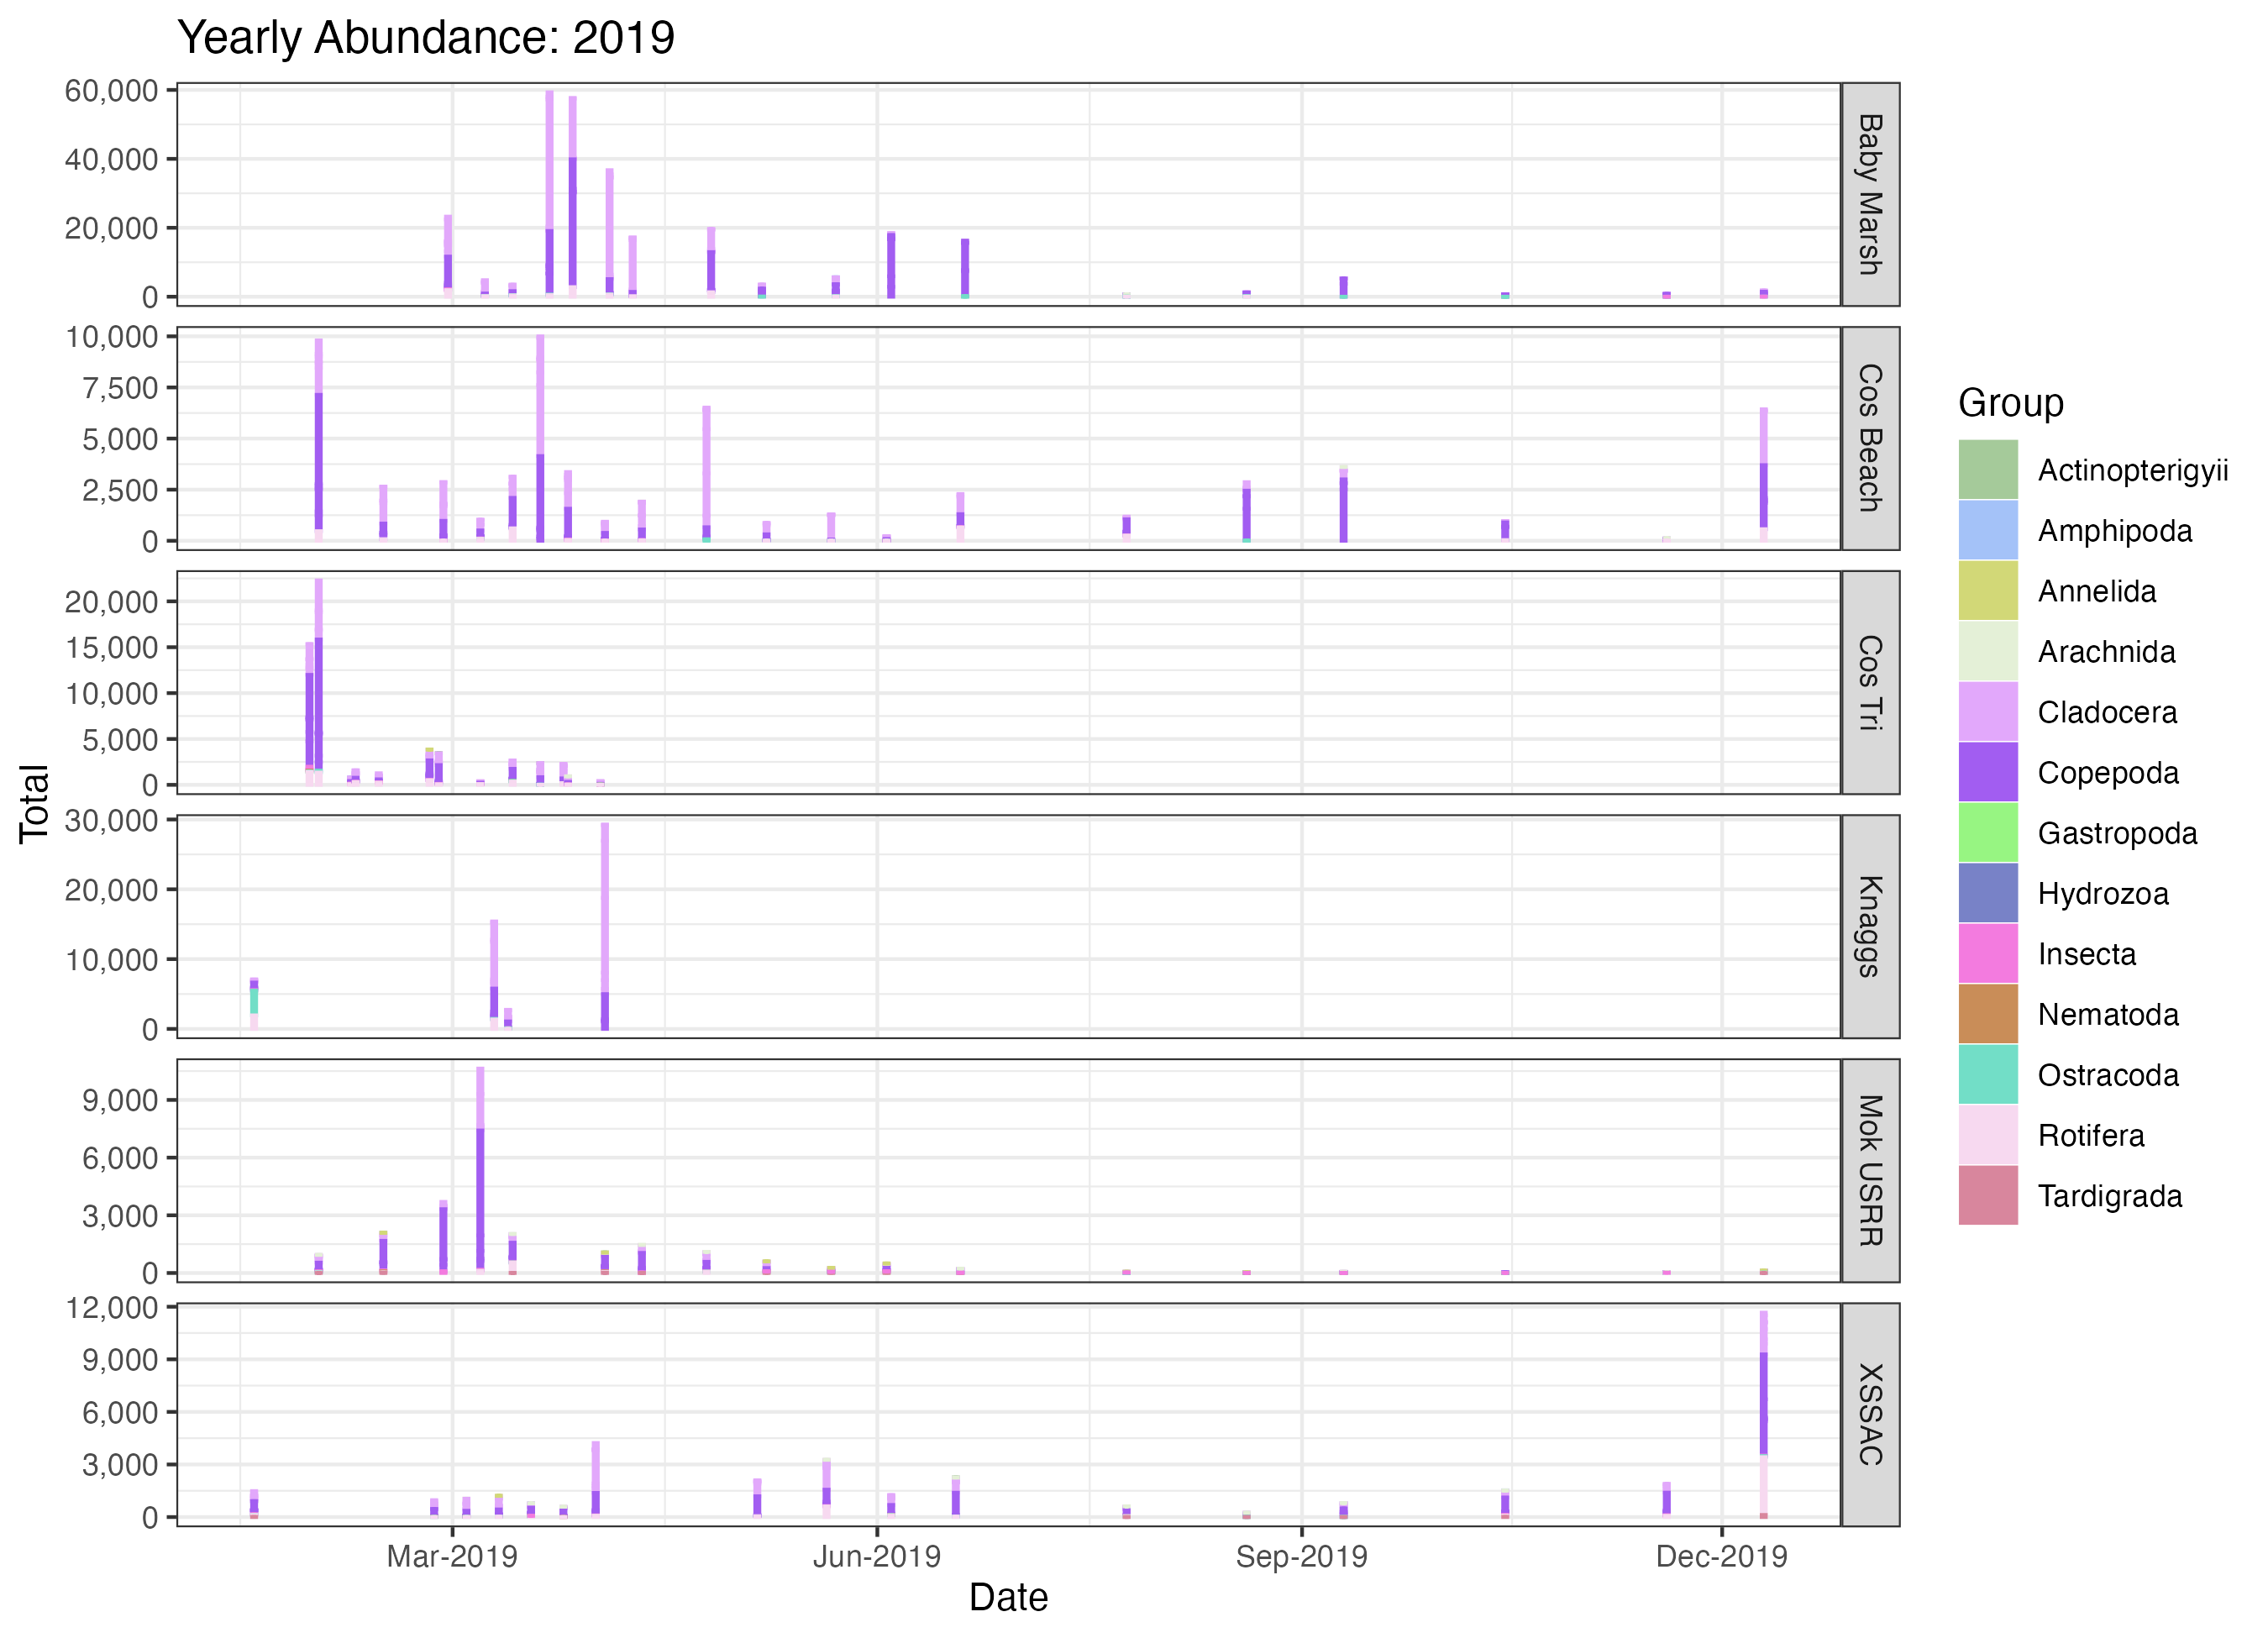 Yearly Abundance: 2019
60,000
40,000
20,000
0
Baby Marsh
10,000
7,500
5,000
2,500
0
Cos Beach
20,000
15,000
10,000
5,000
0
Cos Tri
30,000
20,000
10,000
0
Knaggs
9,000
6,000
3,000
0
Mok USRR
12,000
9,000
6,000
3,000
0
XSSAC
Total
Mar-2019
Jun-2019
Sep-2019
Dec-2019
Date
Group
Actinopterigyii
Amphipoda
Annelida
Arachnida
Cladocera
Copepoda
Gastropoda
Hydrozoa
Insecta
Nematoda
Ostracoda
Rotifera
Tardigrada